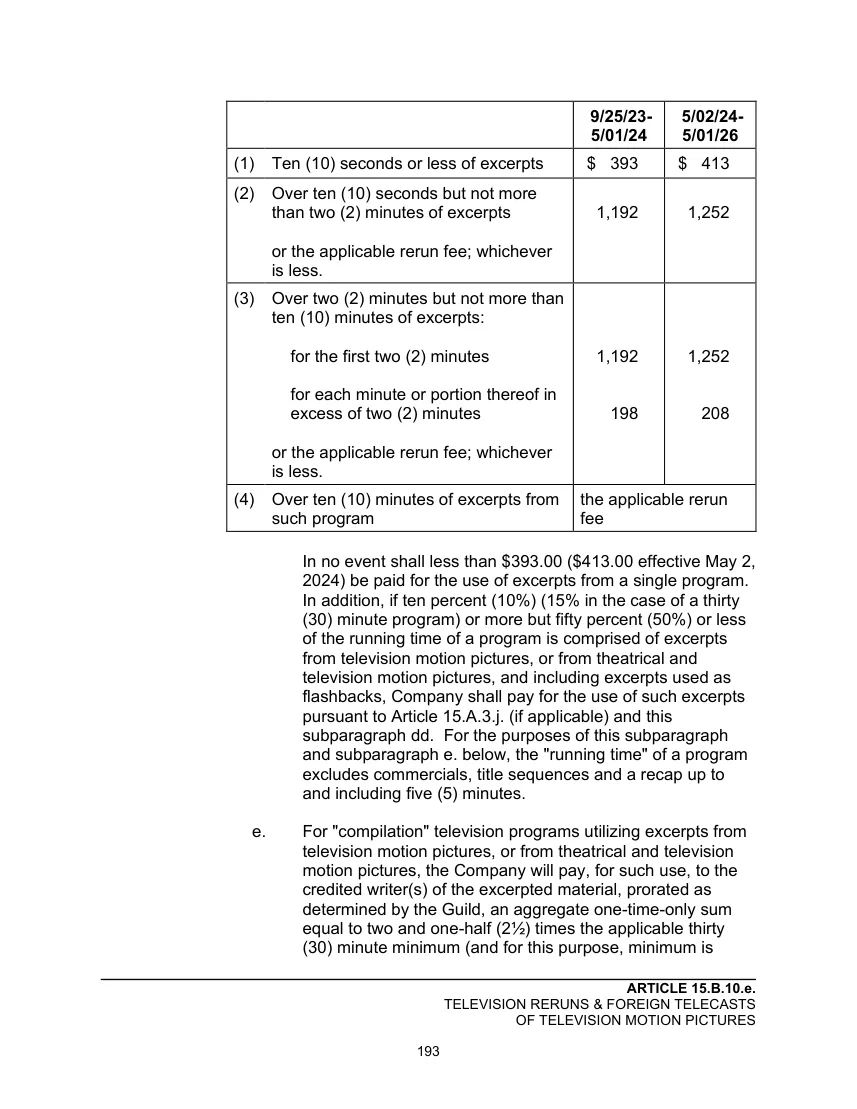 9/25/23- 5/02/24-
5/01/24 5/01/26
(1) Ten (10) seconds or less of excerpts $ 393 $ 413
(2) Over ten (10) seconds but not more
than two (2) minutes of excerpts 1,192 1,252
or the applicable rerun fee; whichever
is less.
(3) Over two (2) minutes but not more than
ten (10) minutes of excerpts:
for the first two (2) minutes 1,192 1,252
for each minute or portion thereof in
excess of two (2) minutes 198 208
or the applicable rerun fee; whichever
is less.
(4) Over ten (10) minutes of excerpts from the applicable rerun
such program fee
In no event shall less than $393.00 ($413.00 effective May 2,
2024) be paid for the use of excerpts from a single program.
In addition, if ten percent (10%) (15% in the case of a thirty
(30) minute program) or more but fifty percent (50%) or less
of the running time of a program is comprised of excerpts
from television motion pictures, or from theatrical and
television motion pictures, and including excerpts used as
flashbacks, Company shall pay for the use of such excerpts
pursuant to Article 15.A.3.j. (if applicable) and this
subparagraph dd.  For the purposes of this subparagraph
and subparagraph e. below, the "running time" of a program
excludes commercials, title sequences and a recap up to
and including five (5) minutes.
e. For "compilation" television programs utilizing excerpts from
television motion pictures, or from theatrical and television
motion pictures, the Company will pay, for such use, to the
credited writer(s) of the excerpted material, prorated as
determined by the Guild, an aggregate one-time-only sum
equal to two and one-half (2½) times the applicable thirty
(30) minute minimum (and for this purpose, minimum is
ARTICLE 15.B.10.e.
TELEVISION RERUNS & FOREIGN TELECASTS
OF TELEVISION MOTION PICTURES
193